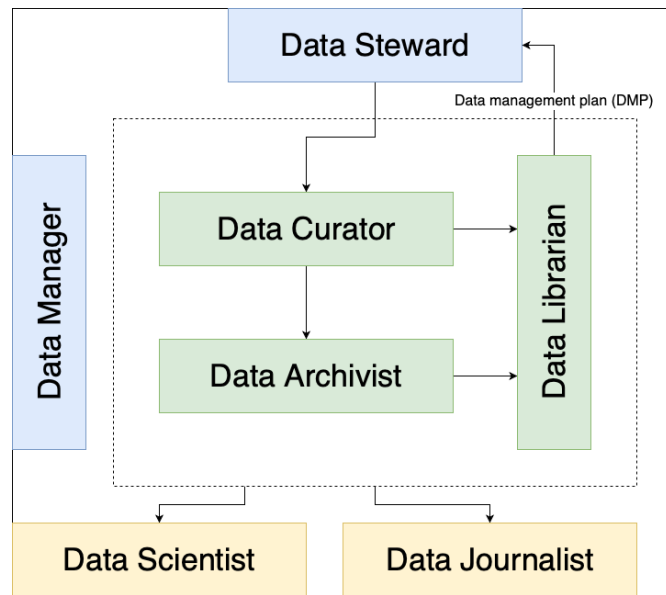 Data Steward
Data management plan (DMP)
Data Manager
Data Curator
Data Librarian
Data Archivist
Data Scientist
Data Journalist